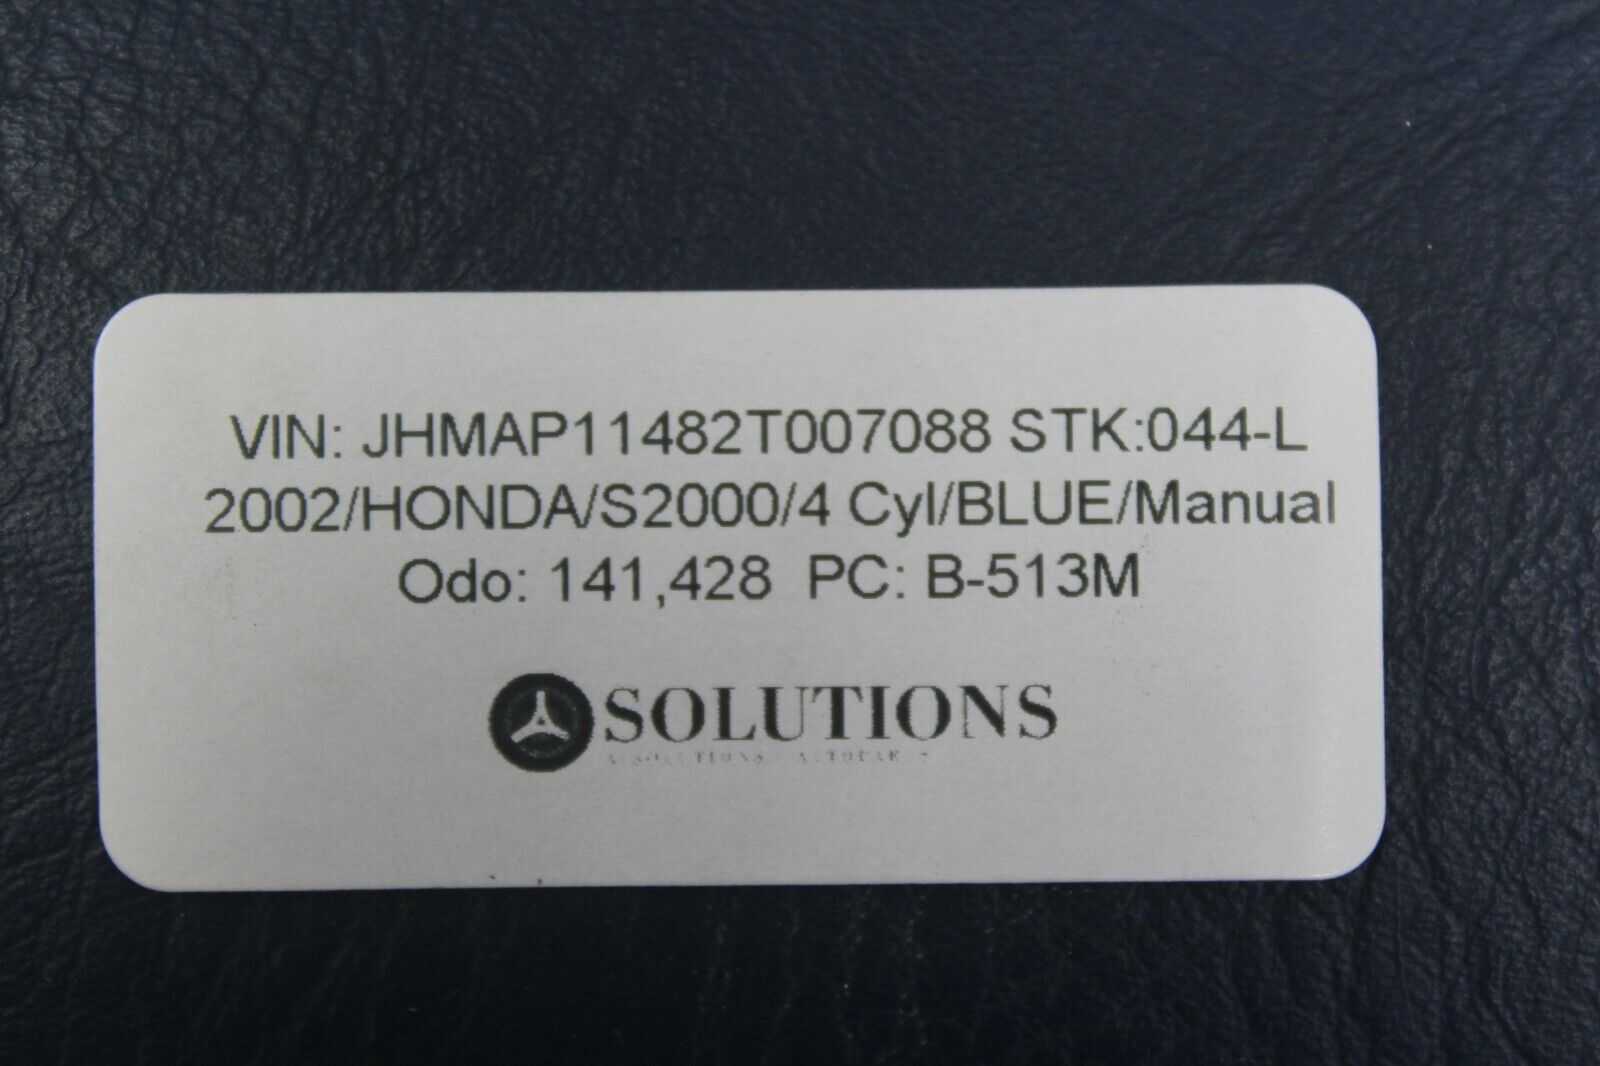 VIN: JHMAP11482T007088 STK:044-L
2002/HONDA/S2000/4 Cyl/BLUE/Manual
Odo: 141,428 PC: B-513M
SOLUTIONS